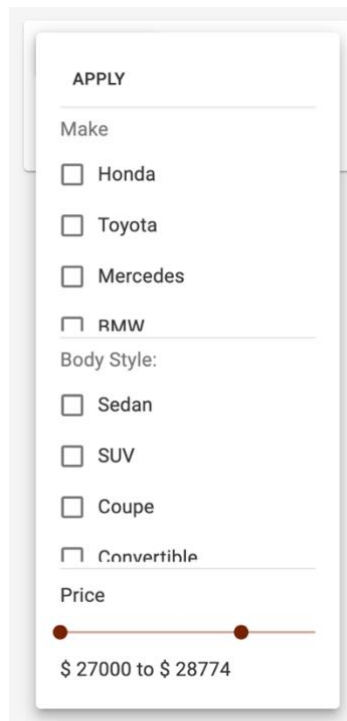 APPLY
Make
Honda
Toyota
Mercedes
BMW
Body Style:
Sedan
SUV
Coupe
Convertible
Price
$ 27000 to $ 28774